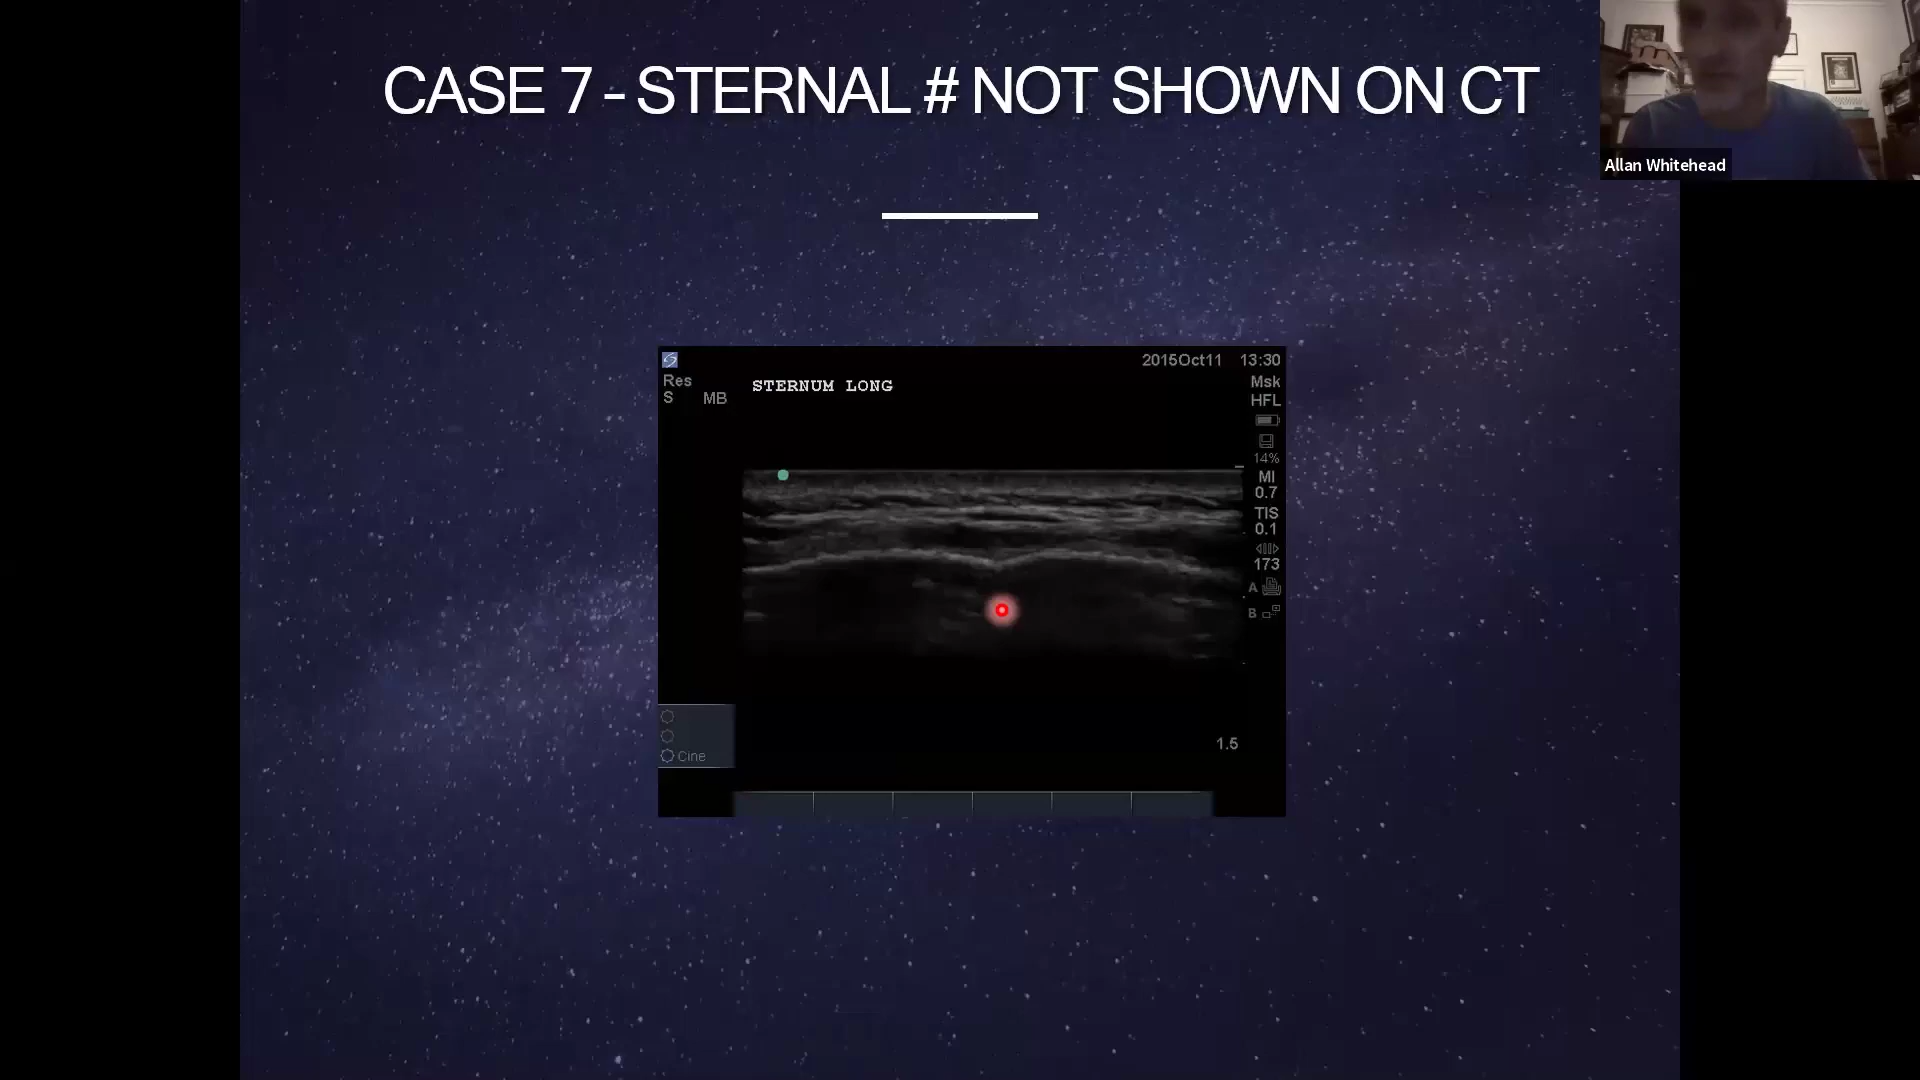 CASE 7 - STERNAL # NOT SHOWN ON CT
Allan Whitehead
2015Oct11 13:30
Res
S MB
STERNUM LONG
Msk
HFL
14%
MI
0.7
TIS
0.1
173
A
B
Cine
1.5